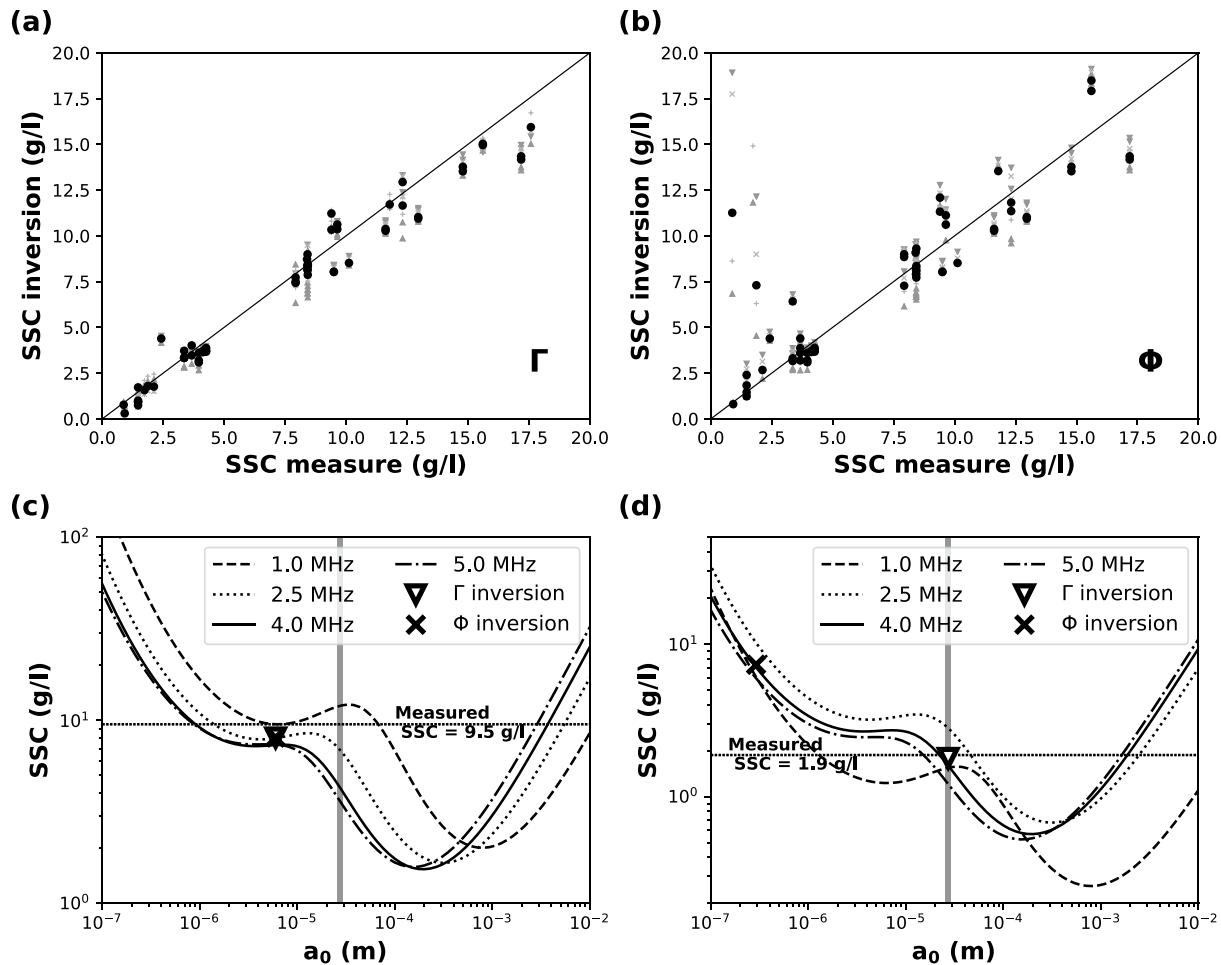 (a)
20.0
17.5
15.0
12.5
10.0
7.5
5.0
2.5
0.0
SSC inversion (g/l)
Γ
0.0 2.5 5.0 7.5 10.0 12.5 15.0 17.5 20.0
SSC measure (g/l)
(b)
20.0
17.5
15.0
12.5
10.0
7.5
5.0
2.5
0.0
SSC inversion (g/l)
Φ
0.0 2.5 5.0 7.5 10.0 12.5 15.0 17.5 20.0
SSC measure (g/l)
(c)
10²
10¹
10⁰
SSC (g/l)
1.0 MHz
2.5 MHz
4.0 MHz
5.0 MHz
Γ inversion
Φ inversion
Measured
SSC = 9.5 g/l
10⁻⁷ 10⁻⁶ 10⁻⁵ 10⁻⁴ 10⁻³ 10⁻²
a₀ (m)
(d)
10¹
10⁰
SSC (g/l)
1.0 MHz
2.5 MHz
4.0 MHz
5.0 MHz
Γ inversion
Φ inversion
Measured
SSC = 1.9 g/l
10⁻⁷ 10⁻⁶ 10⁻⁵ 10⁻⁴ 10⁻³ 10⁻²
a₀ (m)